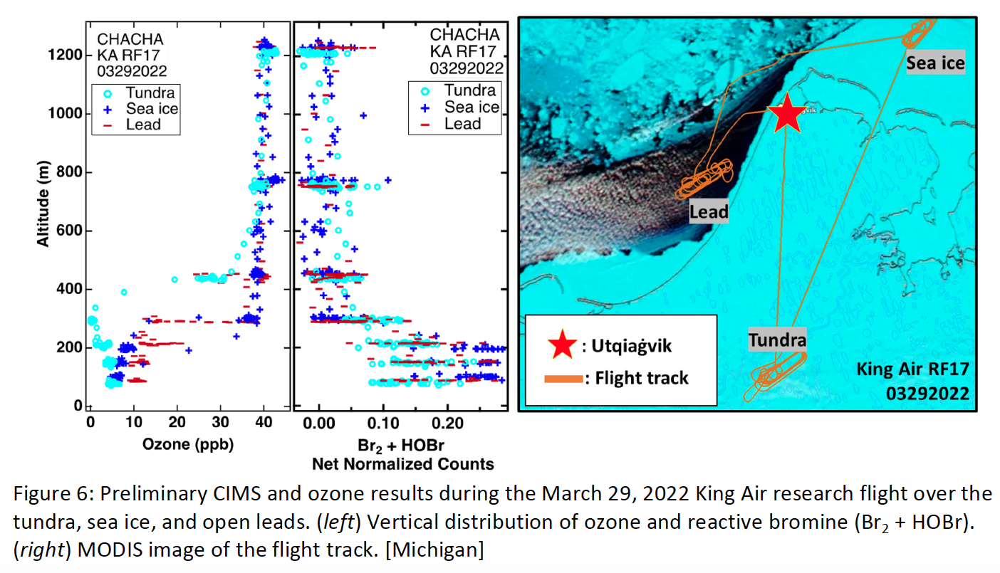 CHACHA
KA RF17
03292022
Tundra
Sea ice
Lead
Altitude (m)
1200
1000
800
600
400
200
0
0 10 20 30 40
Ozone (ppb)
CHACHA
KA RF17
03292022
Tundra
Sea ice
Lead
0.00 0.10 0.20
Br₂ + HOBr
Net Normalized Counts
Sea ice
vik
Lead
Tundra
: Utqiaġvik
: Flight track
King Air RF17
03292022
Figure 6: Preliminary CIMS and ozone results during the March 29, 2022 King Air research flight over the
tundra, sea ice, and open leads. (left) Vertical distribution of ozone and reactive bromine (Br₂ + HOBr).
(right) MODIS image of the flight track. [Michigan]